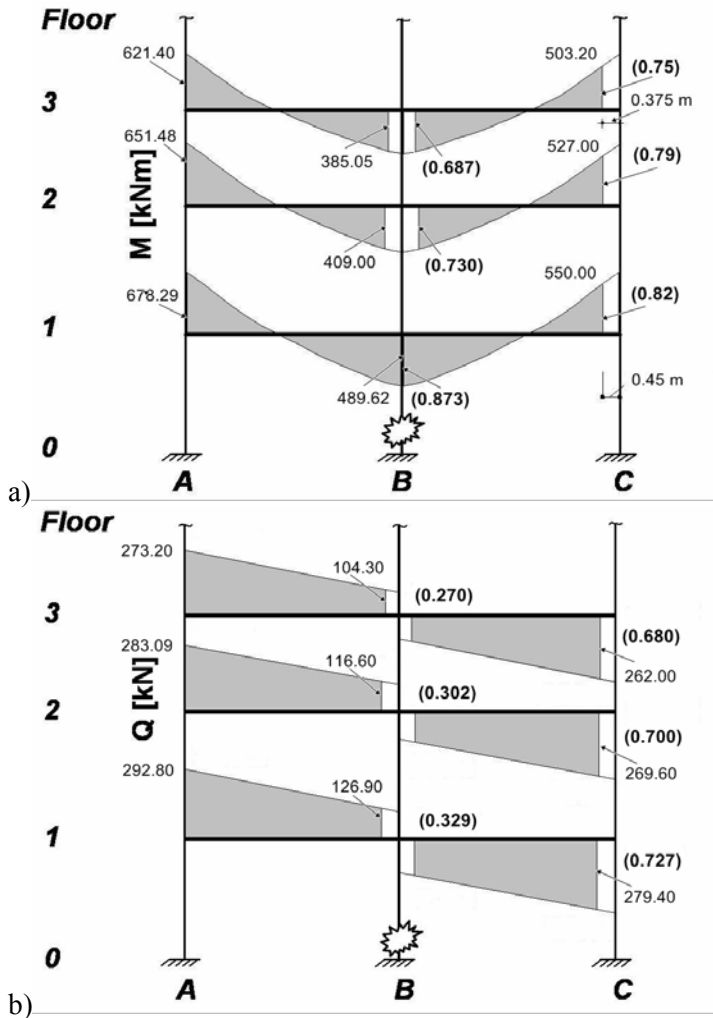 Floor
621.40
503.20
(0.75)
3
0.375 m
385.05
(0.687)
651.48
527.00
(0.79)
2
M [kNm]
409.00
(0.730)
678.29
550.00
(0.82)
1
489.62
(0.873)
0.45 m
0
A
B
C
a)
Floor
273.20
104.30
(0.270)
3
(0.680)
283.09
116.60
262.00
2
Q [kN]
(0.302)
(0.700)
292.80
126.90
269.60
1
(0.329)
(0.727)
279.40
0
A
B
C
b)